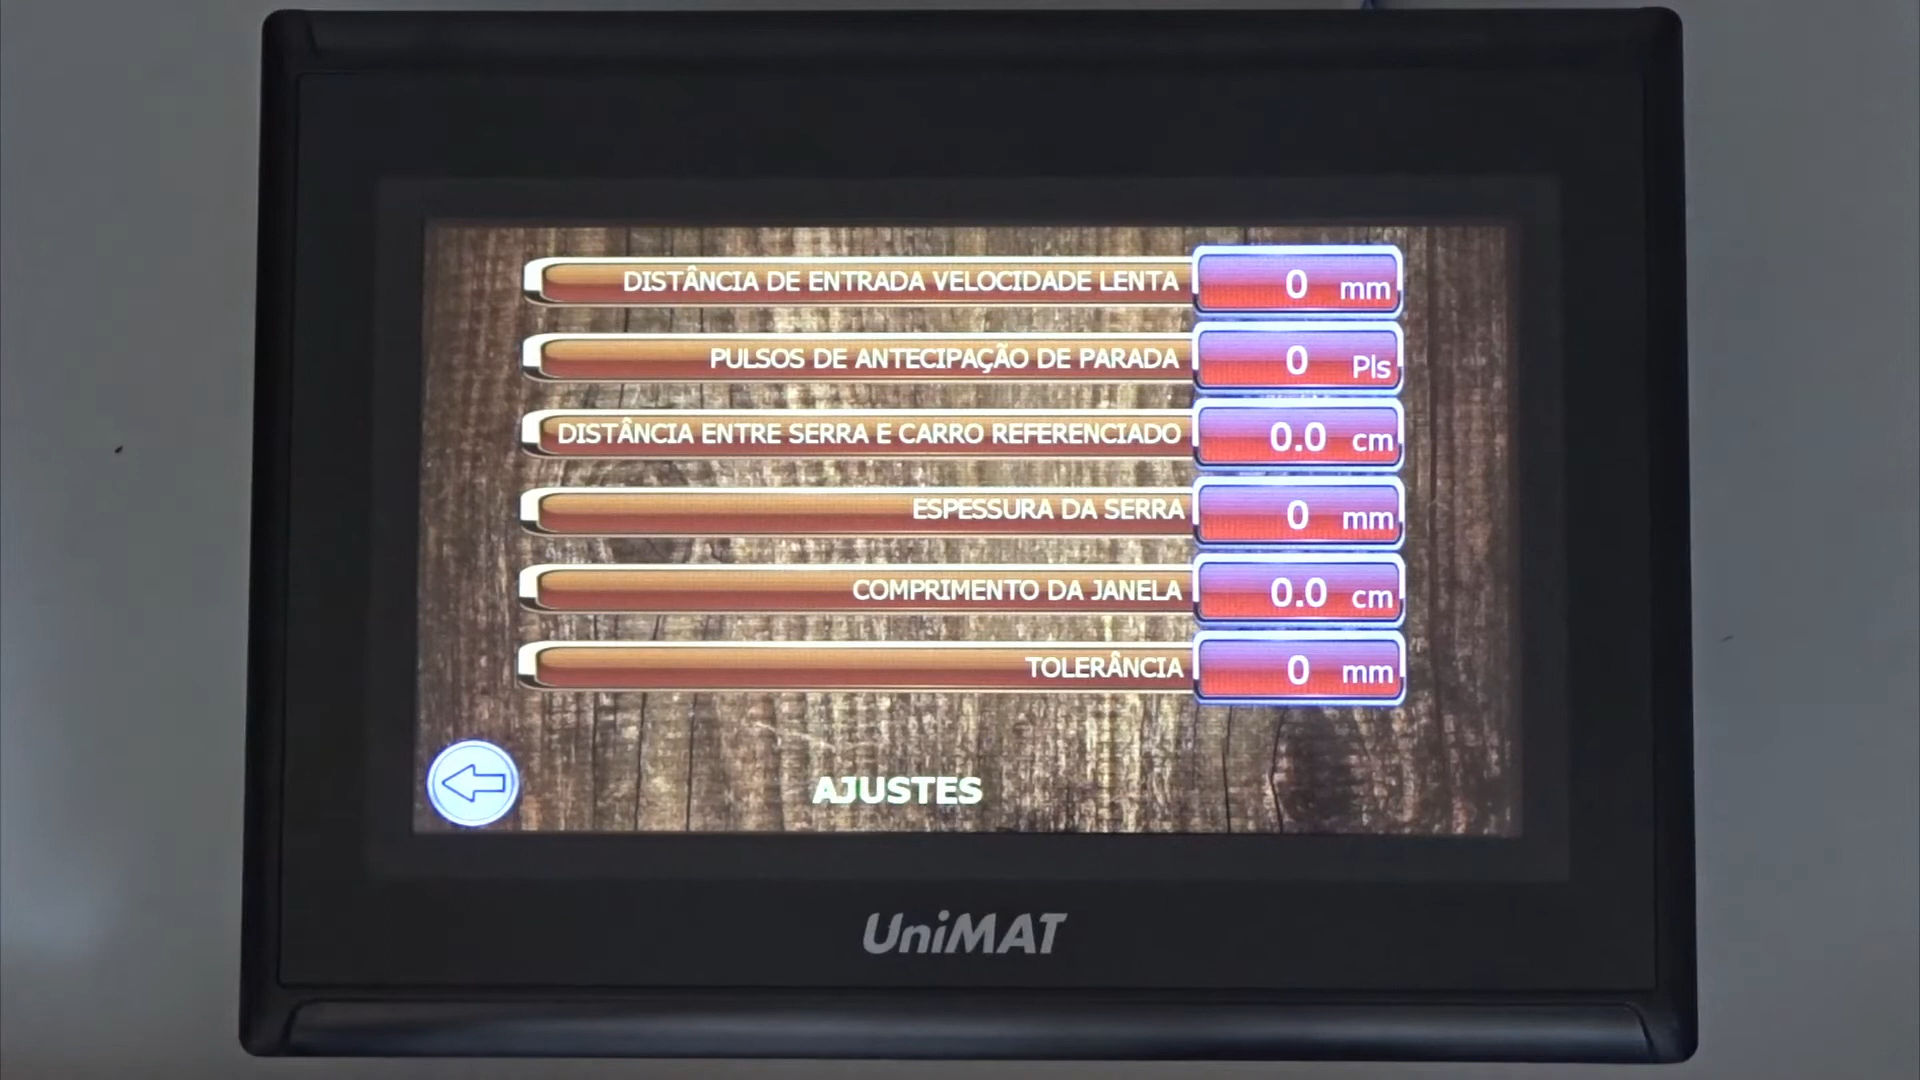 DISTÂNCIA DE ENTRADA VELOCIDADE LENTA 0 mm
PULSOS DE ANTECIPAÇÃO DE PARADA 0 Pls
DISTÂNCIA ENTRE SERRA E CARRO REFERENCIADO 0.0 cm
ESPESSURA DA SERRA 0 mm
COMPRIMENTO DA JANELA 0.0 cm
TOLERÂNCIA 0 mm
AJUSTES
UniMAT